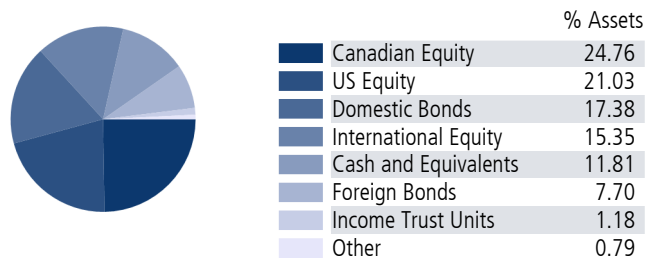 % Assets
Canadian Equity 24.76
US Equity 21.03
Domestic Bonds 17.38
International Equity 15.35
Cash and Equivalents 11.81
Foreign Bonds 7.70
Income Trust Units 1.18
Other 0.79